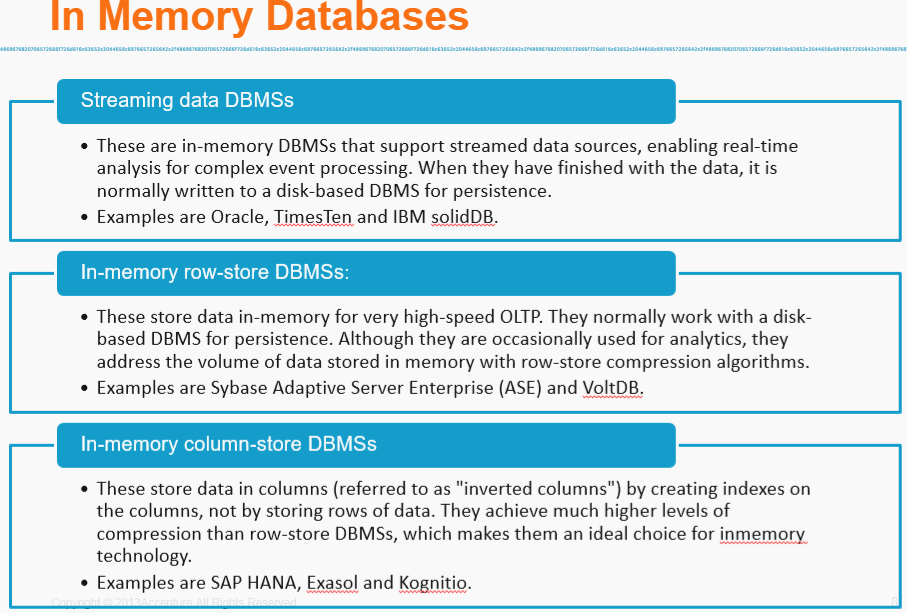 In Memory Databases
Streaming data DBMSs
• These are in-memory DBMSs that support streamed data sources, enabling real-time
analysis for complex event processing. When they have finished with the data, it is
normally written to a disk-based DBMS for persistence.
• Examples are Oracle, TimesTen and IBM solidDB.
In-memory row-store DBMSs:
• These store data in-memory for very high-speed OLTP. They normally work with a disk-
based DBMS for persistence. Although they are occasionally used for analytics, they
address the volume of data stored in memory with row-store compression algorithms.
• Examples are Sybase Adaptive Server Enterprise (ASE) and VoltDB.
In-memory column-store DBMSs
• These store data in columns (referred to as "inverted columns") by creating indexes on
the columns, not by storing rows of data. They achieve much higher levels of
compression than row-store DBMSs, which makes them an ideal choice for inmemory
technology.
• Examples are SAP HANA, Exasol and Kognitio.
Copyright © 2013Accenture All Rights Reserved.